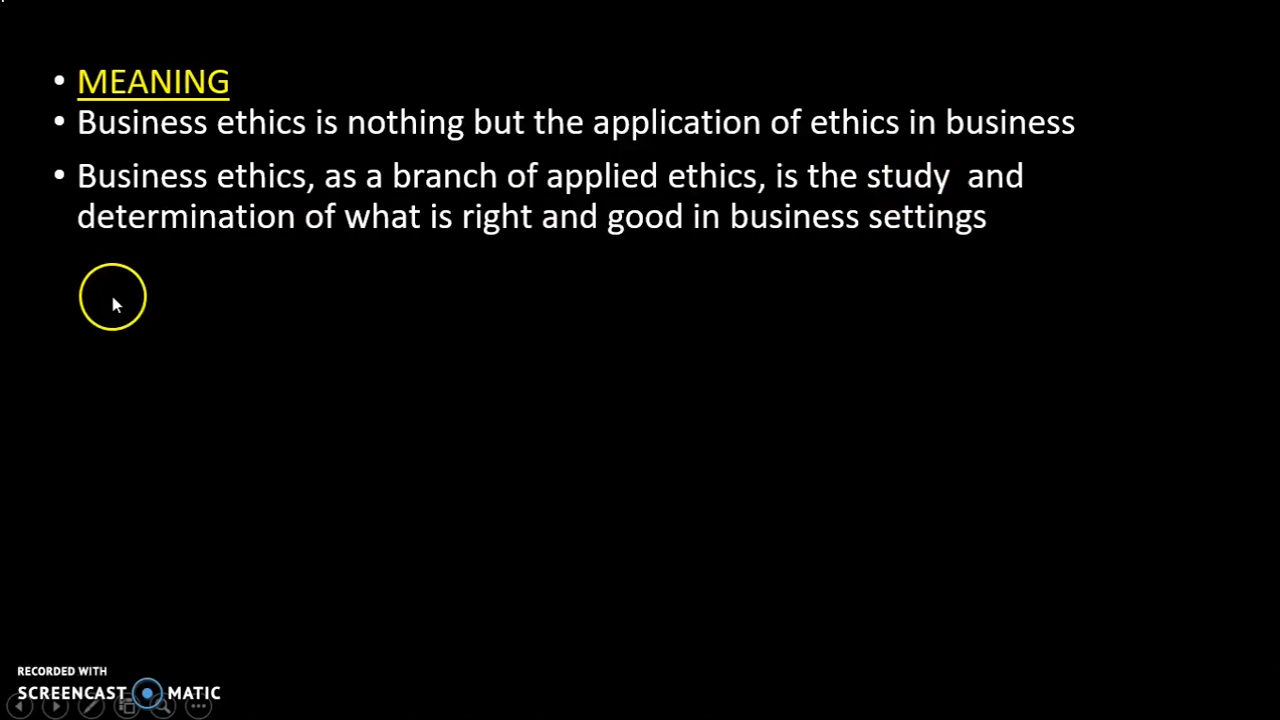 • MEANING
• Business ethics is nothing but the application of ethics in business
• Business ethics, as a branch of applied ethics, is the study  and
determination of what is right and good in business settings
RECORDED WITH
SCREENCAST MATIC